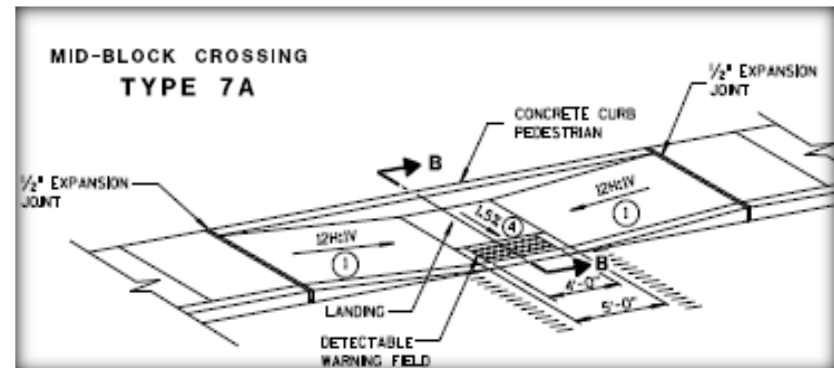 MID-BLOCK CROSSING
TYPE 7A
1/2" EXPANSION
JOINT
CONCRETE CURB
PEDESTRIAN
B
1/2" EXPANSION
JOINT
12H:1V
1
1.5%
4
12H:1V
1
B
4'-0"
5'-0"
LANDING
DETECTABLE
WARNING FIELD